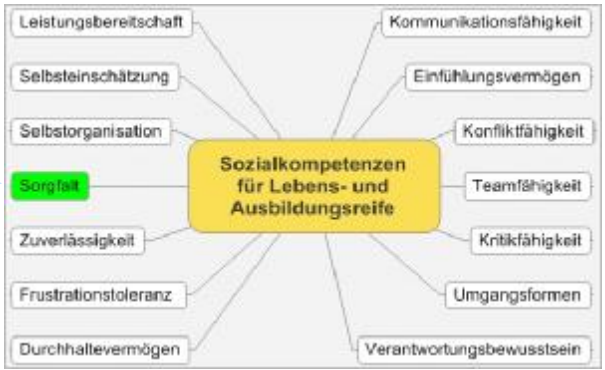 Leistungsbereitschaft
Selbsteinschätzung
Selbstorganisation
Sorgfalt
Zuverlässigkeit
Frustrationstoleranz
Durchhaltevermögen
Sozialkompetenzen
für Lebens- und
Ausbildungsreife
Kommunikationsfähigkeit
Einfühlungsvermögen
Konfliktfähigkeit
Teamfähigkeit
Kritikfähigkeit
Umgangsformen
Verantwortungsbewusstsein